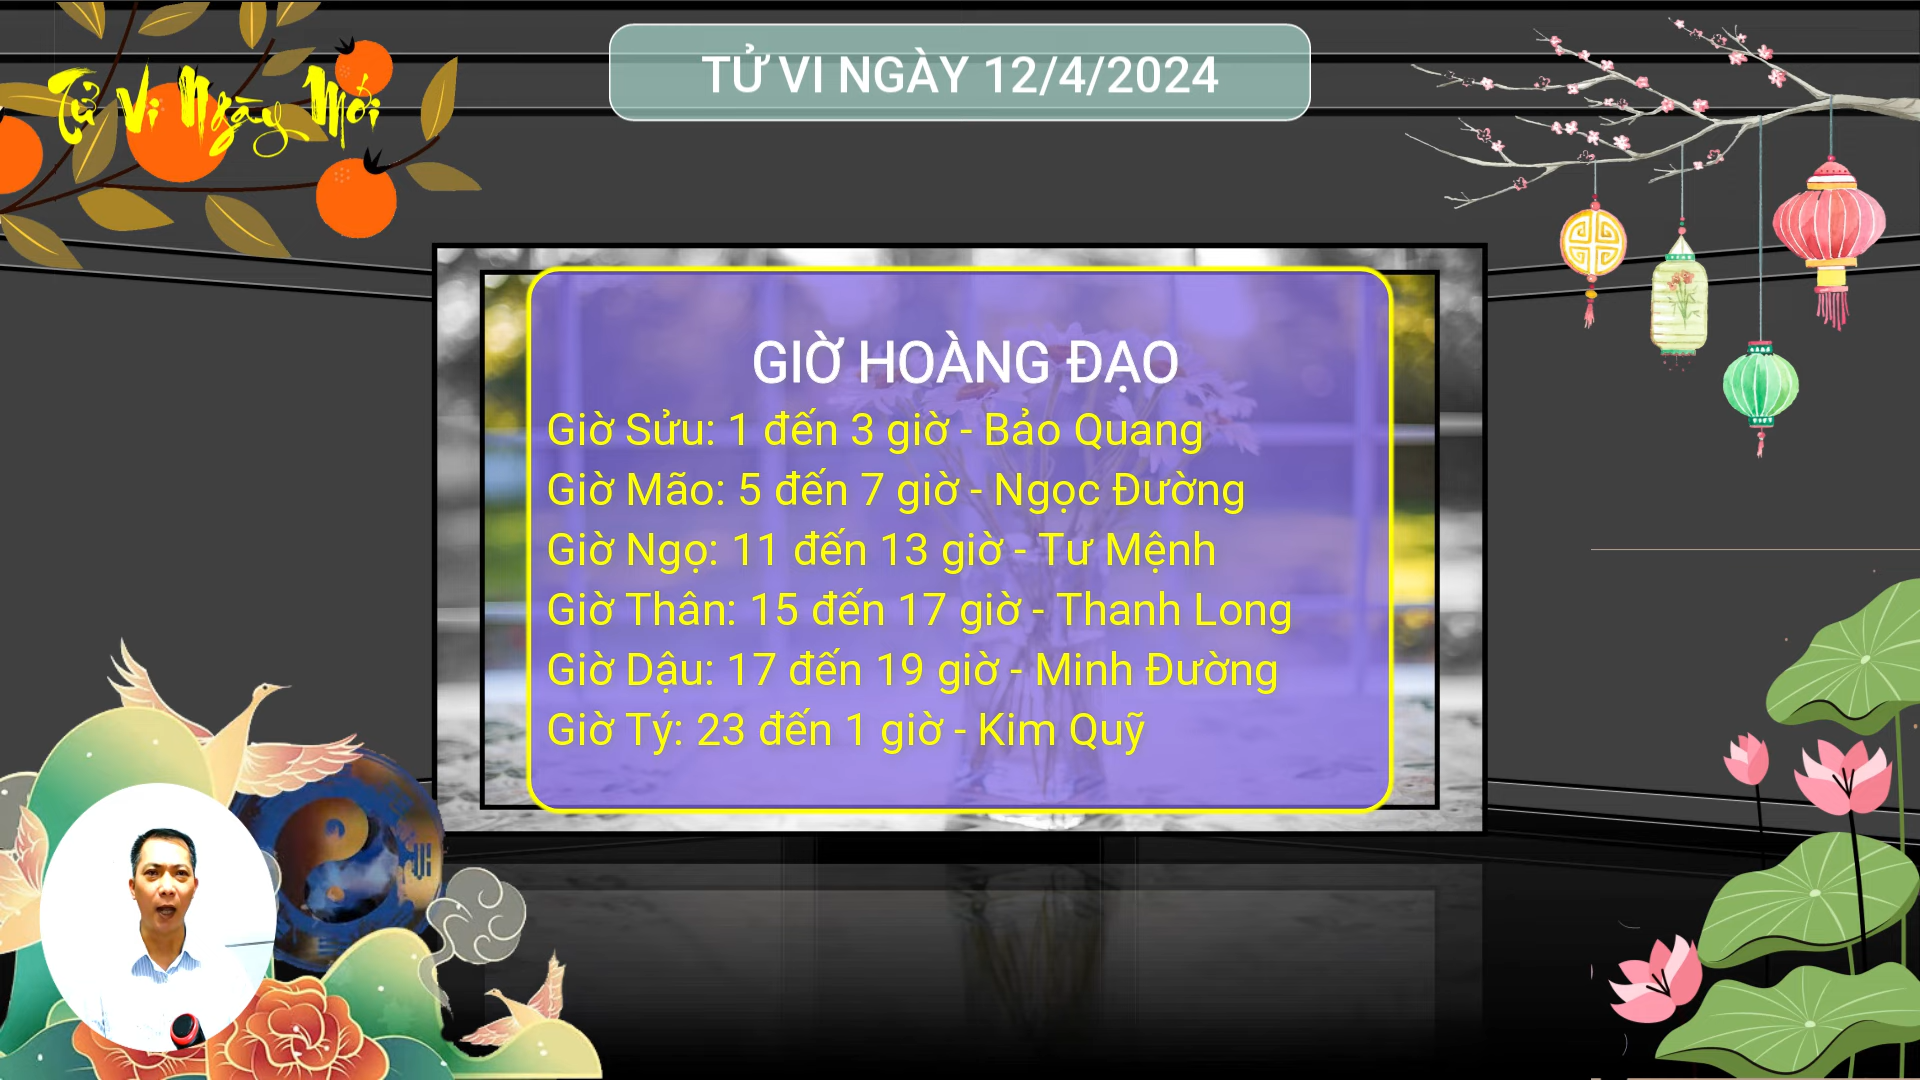 Tử Vi Ngày Mới
TỬ VI NGÀY 12/4/2024
GIỜ HOÀNG ĐẠO
Giờ Sửu: 1 đến 3 giờ - Bảo Quang
Giờ Mão: 5 đến 7 giờ - Ngọc Đường
Giờ Ngọ: 11 đến 13 giờ - Tư Mệnh
Giờ Thân: 15 đến 17 giờ - Thanh Long
Giờ Dậu: 17 đến 19 giờ - Minh Đường
Giờ Tý: 23 đến 1 giờ - Kim Quỹ